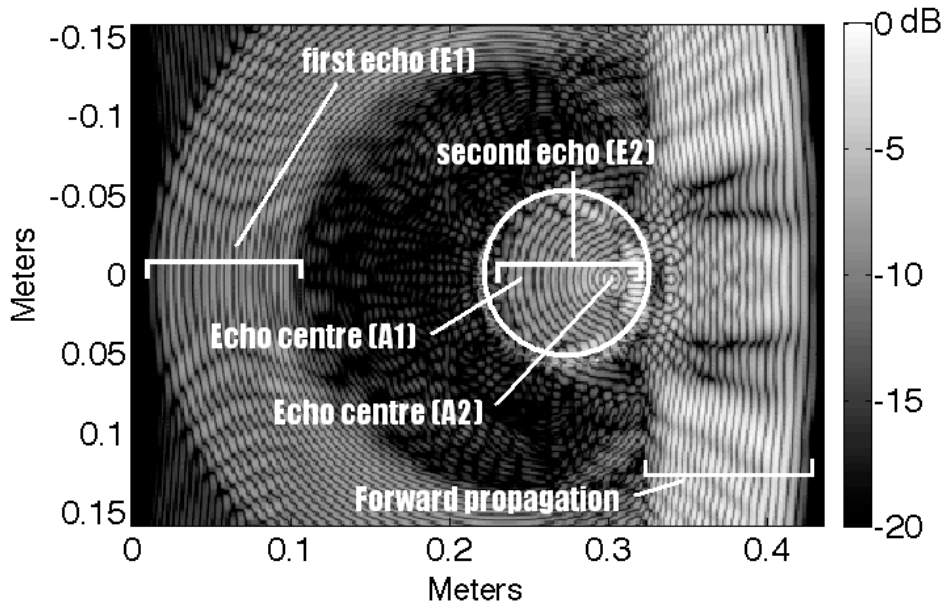 -0.15
-0.1
-0.05
0
0.05
0.1
0.15
Meters
first echo (E1)
second echo (E2)
Echo centre (A1)
Echo centre (A2)
Forward propagation
0
0.1
0.2
0.3
0.4
Meters
0 dB
-5
-10
-15
-20